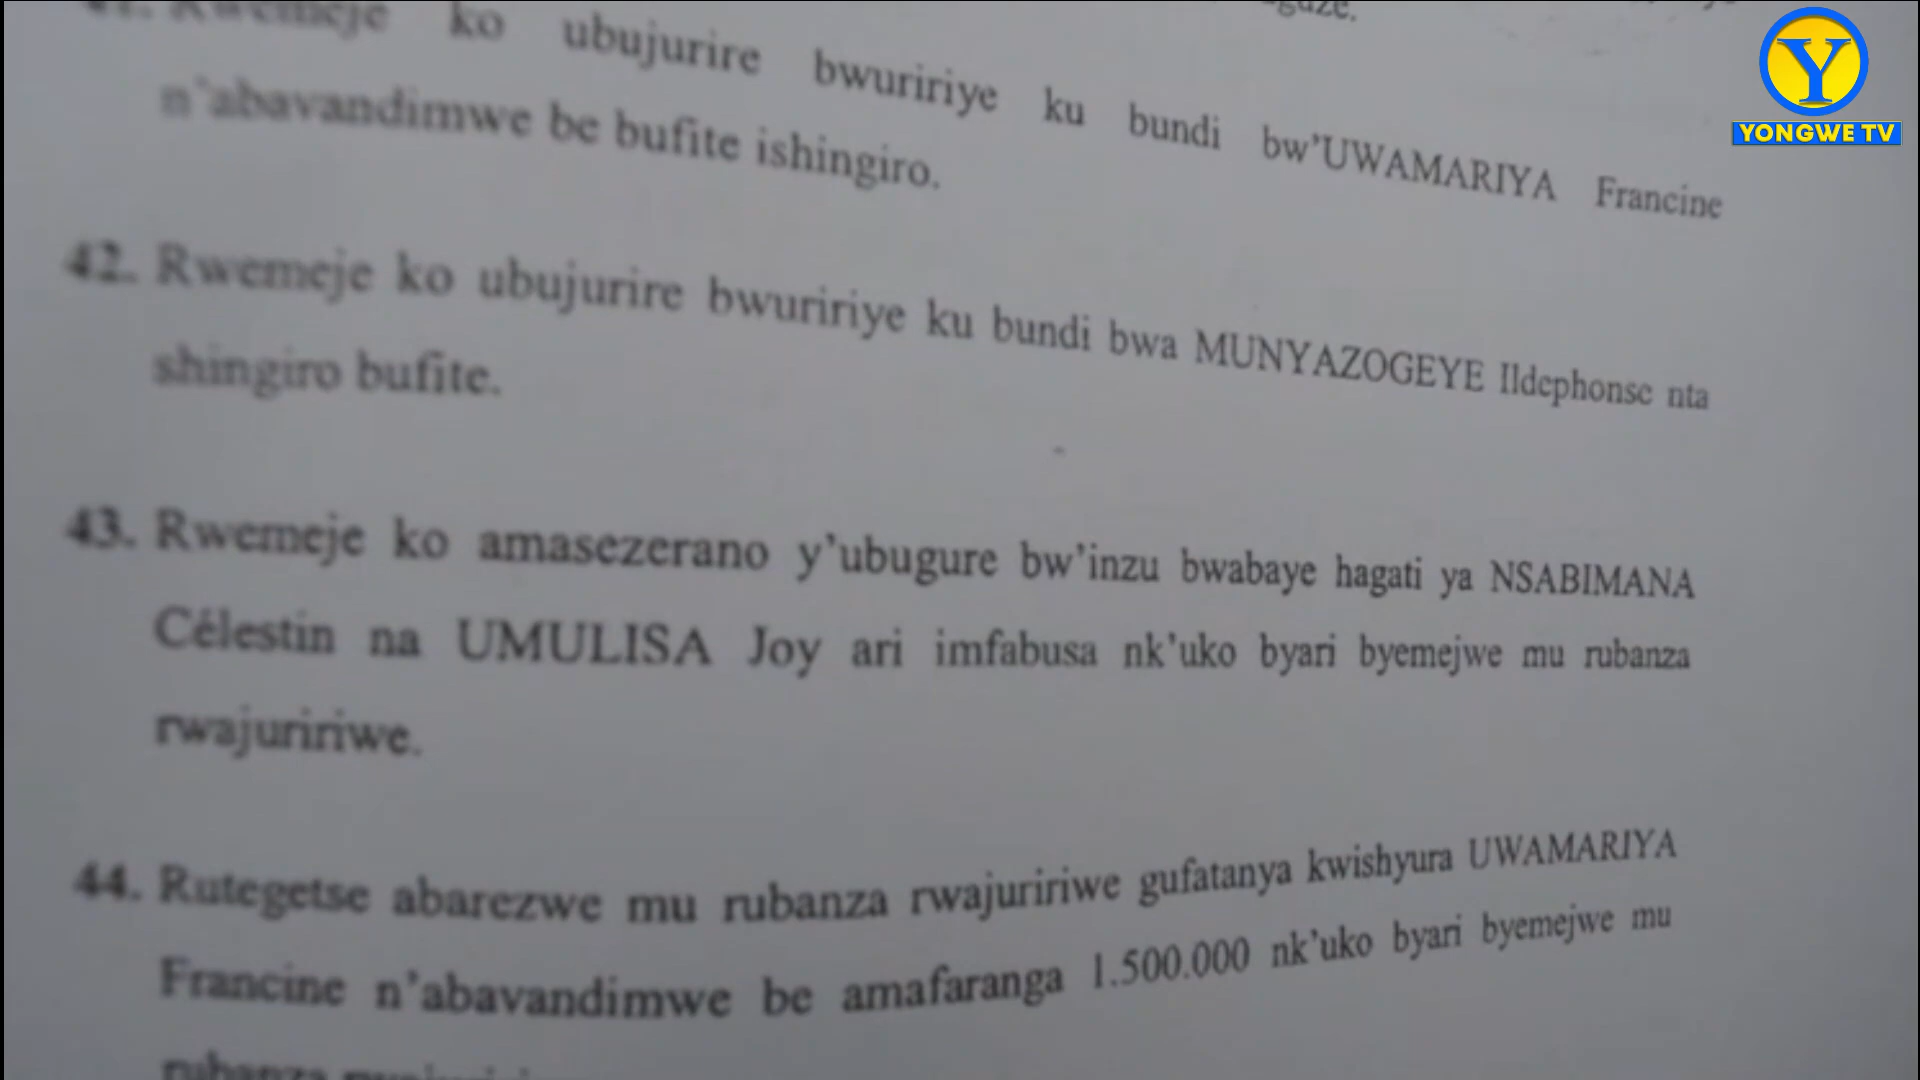 41. Rwemeje ko ubujurire bwuririye ku bundi bw'UWAMARIYA Francine
n'abavandimwe be bufite ishingiro.
42. Rwemeje ko ubujurire bwuririye ku bundi bwa MUNYAZOGEYE Ildephonse nta
shingiro bufite.
43. Rwemeje ko amasezerano y'ubugure bw'inzu bwabaye hagati ya NSABIMANA
Célestin na UMULISA Joy ari imfabusa nk'uko byari byemejwe mu rubanza
rwajuririwe.
44. Rutegetse abarezwe mu rubanza rwajuririwe gufatanya kwishyura UWAMARIYA
Francine n'abavandimwe be amafaranga 1.500.000 nk'uko byari byemejwe mu
rubanza
Y
YONGWE TV